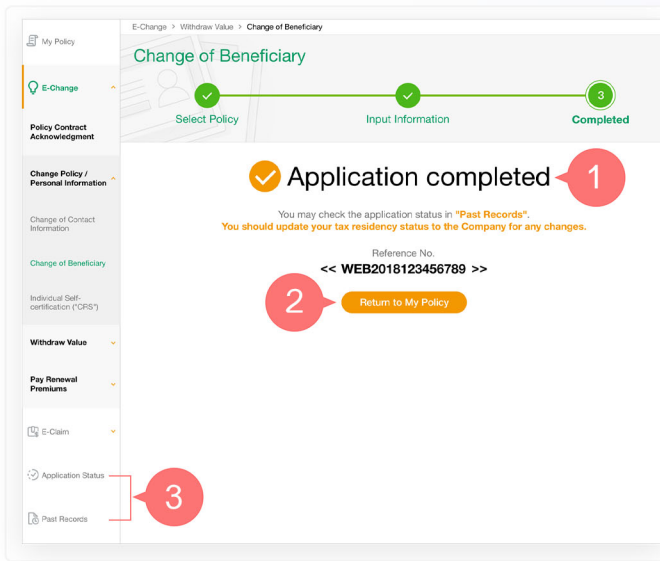 E-Change > Withdraw Value > Change of Beneficiary
My Policy
E-Change
Policy Contract
Acknowledgment
Change Policy /
Personal Information
Change of Contact
Information
Change of Beneficiary
Individual Self-
certification ("CRS")
Withdraw Value
Pay Renewal
Premiums
E-Claim
Application Status
Past Records
3
Change of Beneficiary
3
Select Policy
Input Information
Completed
Application completed
1
You may check the application status in "Past Records".
You should update your tax residency status to the Company for any changes.
Reference No.
<< WEB2018123456789 >>
2
Return to My Policy